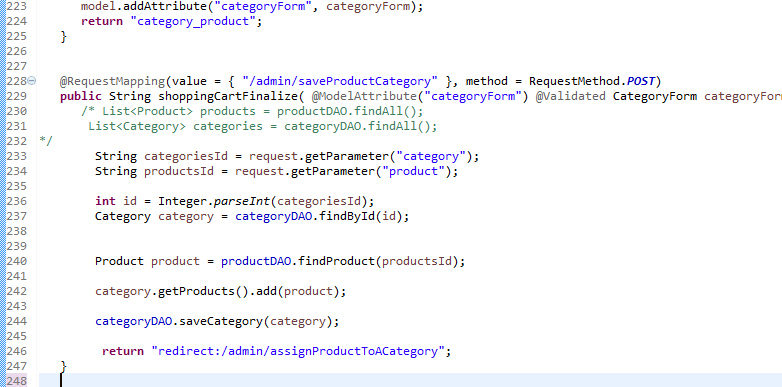 223 model.addAttribute("categoryForm", categoryForm);
224 return "category_product";
225 }
226
227
228 @RequestMapping(value = { "/admin/saveProductCategory" }, method = RequestMethod.POST)
229 public String shoppingCartFinalize( @ModelAttribute("categoryForm") @Validated CategoryForm categoryForm
230 /* List<Product> products = productDAO.findAll();
231 List<Category> categories = categoryDAO.findAll();
232 */
233 String categoriesId = request.getParameter("category");
234 String productsId = request.getParameter("product");
235
236 int id = Integer.parseInt(categoriesId);
237 Category category = categoryDAO.findById(id);
238
239
240 Product product = productDAO.findProduct(productsId);
241
242 category.getProducts().add(product);
243
244 categoryDAO.saveCategory(category);
245
246 return "redirect:/admin/assignProductToACategory";
247 }
248